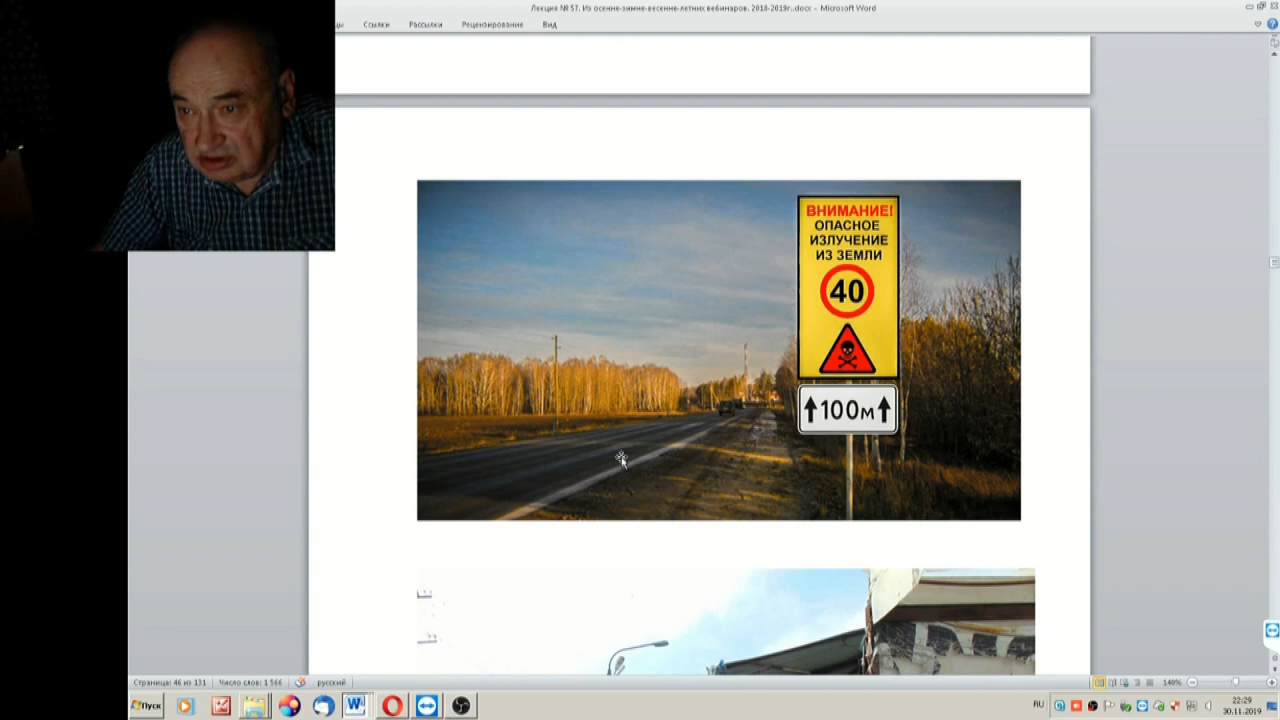 Лекция № 57. Из осенне-зимне-весенне-летних вебинаров. 2018-2019г..docx - Microsoft Word
Ссылки Рассылки Рецензирование Вид
ВНИМАНИЕ!
ОПАСНОЕ
ИЗЛУЧЕНИЕ
ИЗ ЗЕМЛИ
40
100м
Страница: 46 из 131 Число слов: 1 566 русский 140%
Пуск RU 22:29
30.11.2019